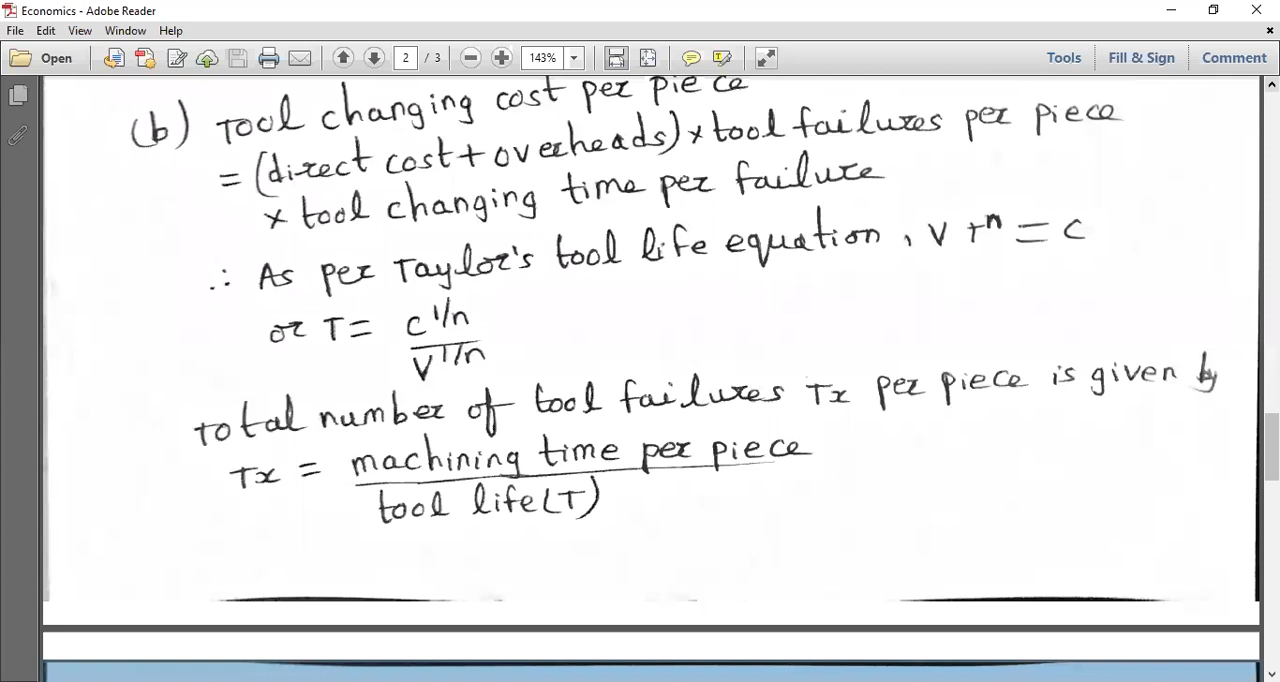 Economics - Adobe Reader
File Edit View Window Help
Open 2 / 3 143% Tools Fill & Sign Comment
(b) Tool changing cost per piece
= (direct cost + overheads) × tool failures per piece
× tool changing time per failure
∴ As per Taylor's tool life equation, VTⁿ = C
or T = C^1/n / V^1/n
Total number of tool failures Tx per piece is given by
Tx = machining time per piece
tool life (T)